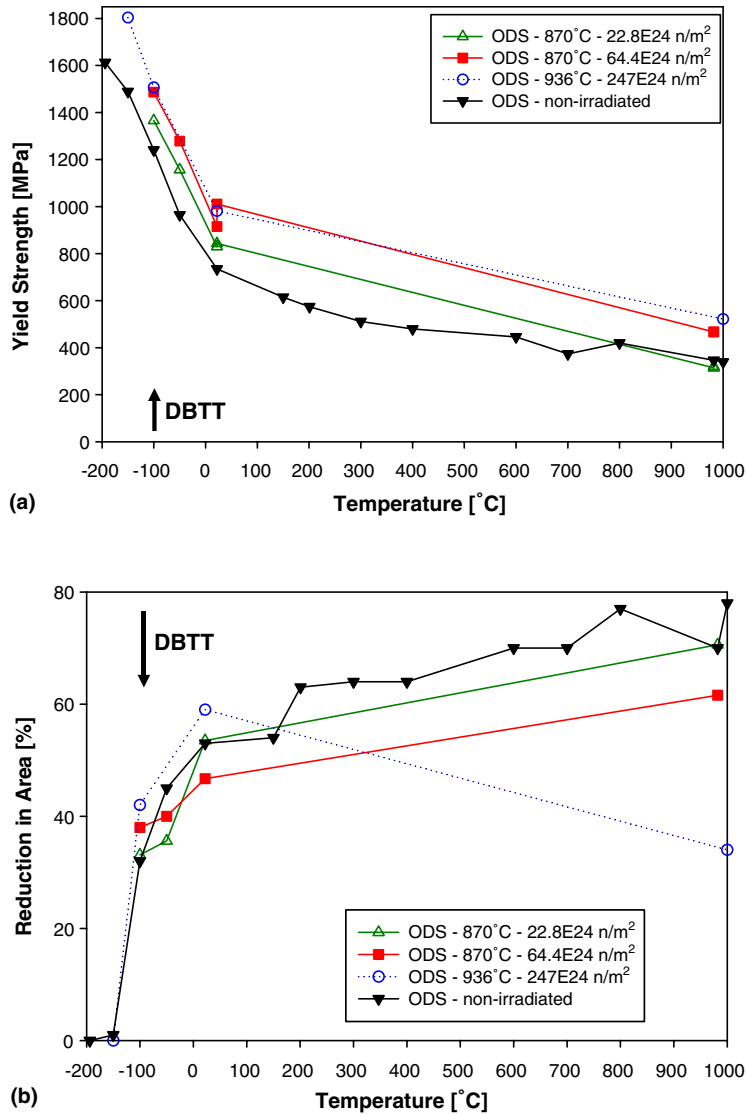 1800
1600
1400
1200
1000
800
600
400
200
0
Yield Strength [MPa]
ODS - 870˚C - 22.8E24 n/m²
ODS - 870˚C - 64.4E24 n/m²
ODS - 936˚C - 247E24 n/m²
ODS - non-irradiated
DBTT
-200 -100 0 100 200 300 400 500 600 700 800 900 1000
Temperature [˚C]
(a)
80
60
40
20
0
Reduction in Area [%]
DBTT
ODS - 870˚C - 22.8E24 n/m²
ODS - 870˚C - 64.4E24 n/m²
ODS - 936˚C - 247E24 n/m²
ODS - non-irradiated
-200 -100 0 100 200 300 400 500 600 700 800 900 1000
Temperature [˚C]
(b)